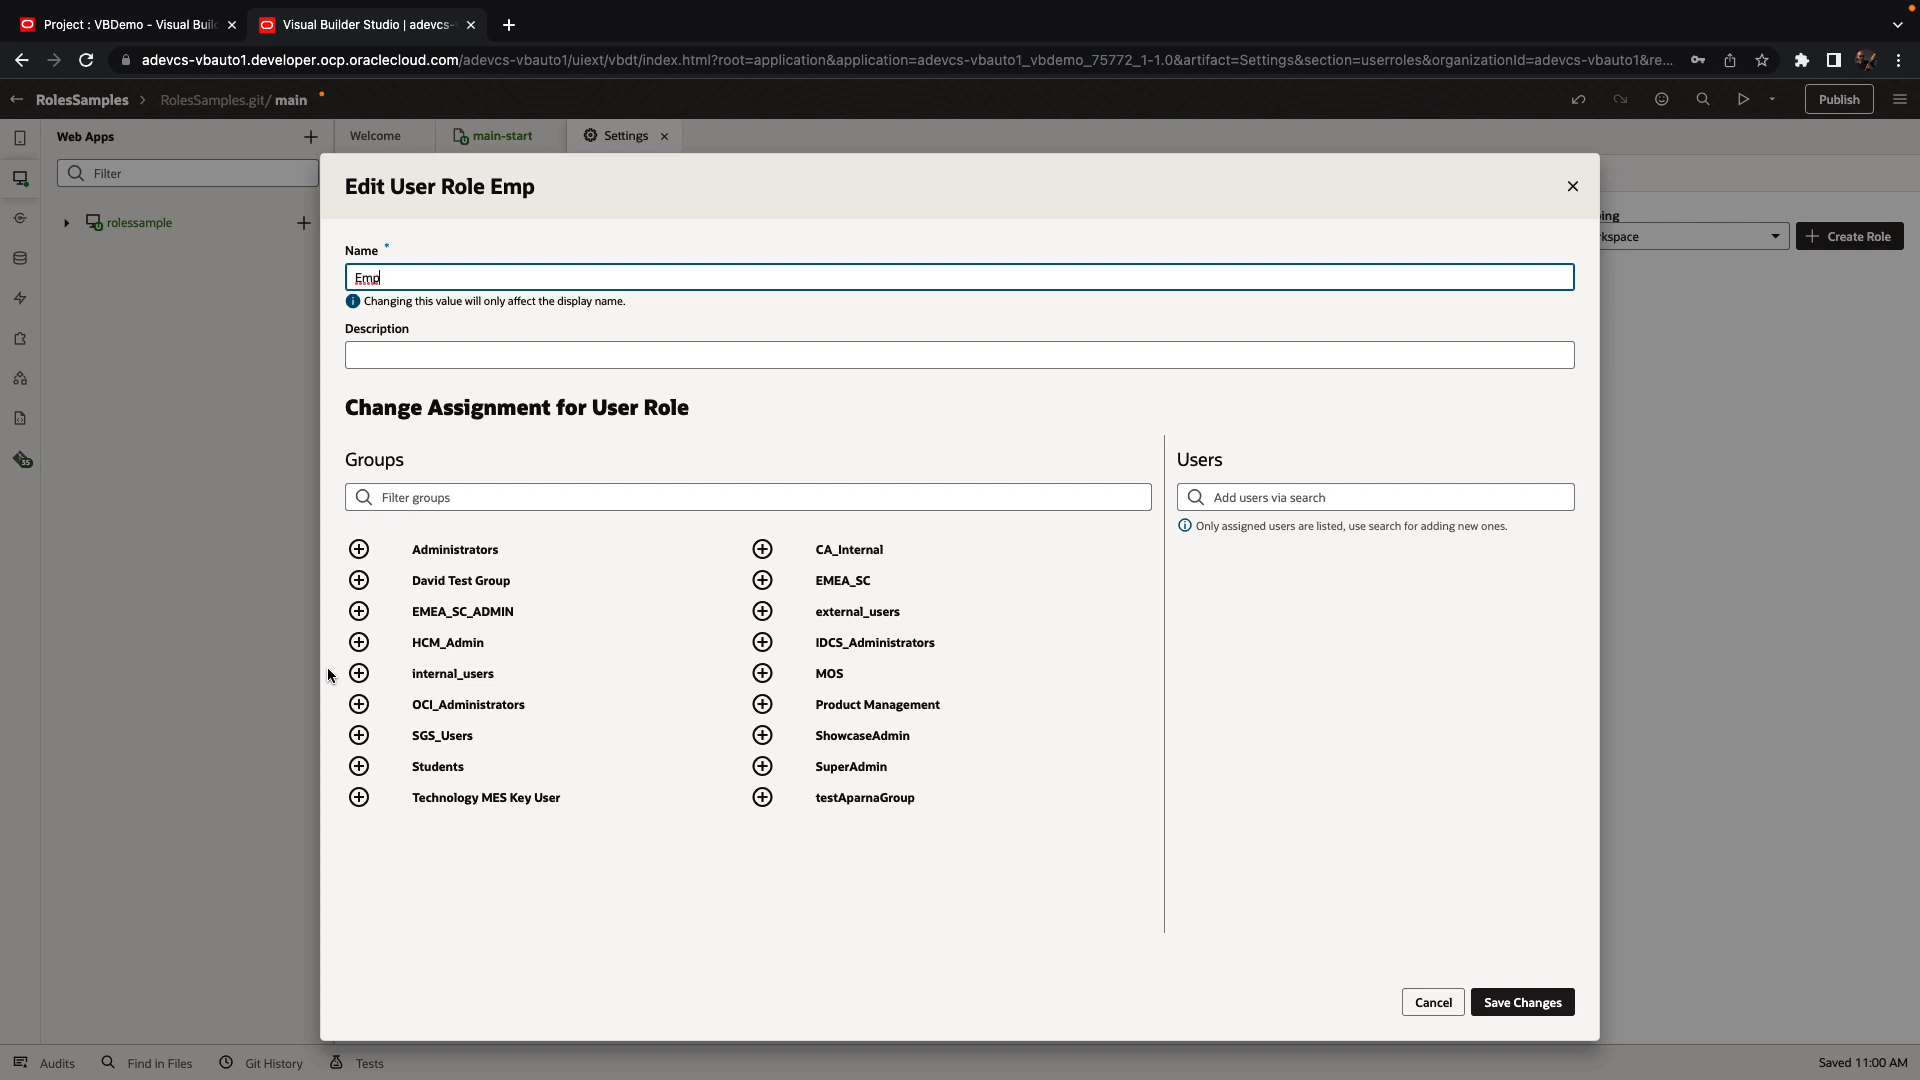 Project : VBDemo - Visual Buil
Visual Builder Studio | adevcs-
adevcs-vbauto1.developer.ocp.oraclecloud.com/adevcs-vbauto1/uiext/vbdt/index.html?root=application&application=adevcs-vbauto1_vbdemo_75772_1-1.0&artifact=Settings&section=userroles&organizationId=adevcs-vbauto1&re...
RolesSamples > RolesSamples.git/ main
Publish
Web Apps
Welcome
main-start
Settings
Filter
rolessample
ing
kspace
Create Role
Edit User Role Emp
Name *
Emp
Changing this value will only affect the display name.
Description
Change Assignment for User Role
Groups
Filter groups
Administrators
CA_Internal
David Test Group
EMEA_SC
EMEA_SC_ADMIN
external_users
HCM_Admin
IDCS_Administrators
internal_users
MOS
OCI_Administrators
Product Management
SGS_Users
ShowcaseAdmin
Students
SuperAdmin
Technology MES Key User
testAparnaGroup
Users
Add users via search
Only assigned users are listed, use search for adding new ones.
Cancel
Save Changes
35
Audits
Find in Files
Git History
Tests
Saved 11:00 AM